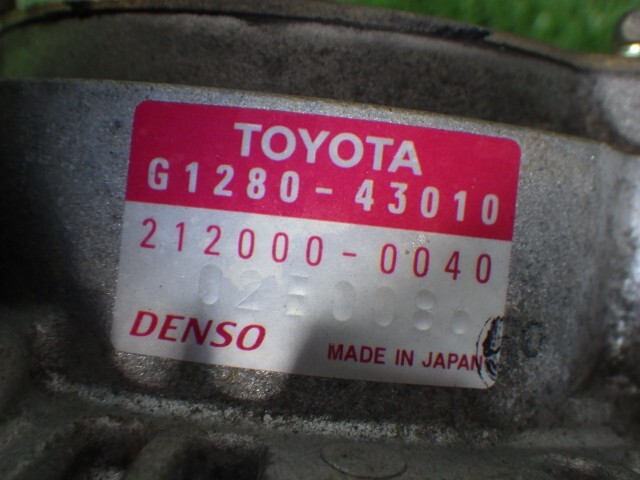 TOYOTA
G1280-43010
212000-0040
DENSO
MADE IN JAPAN